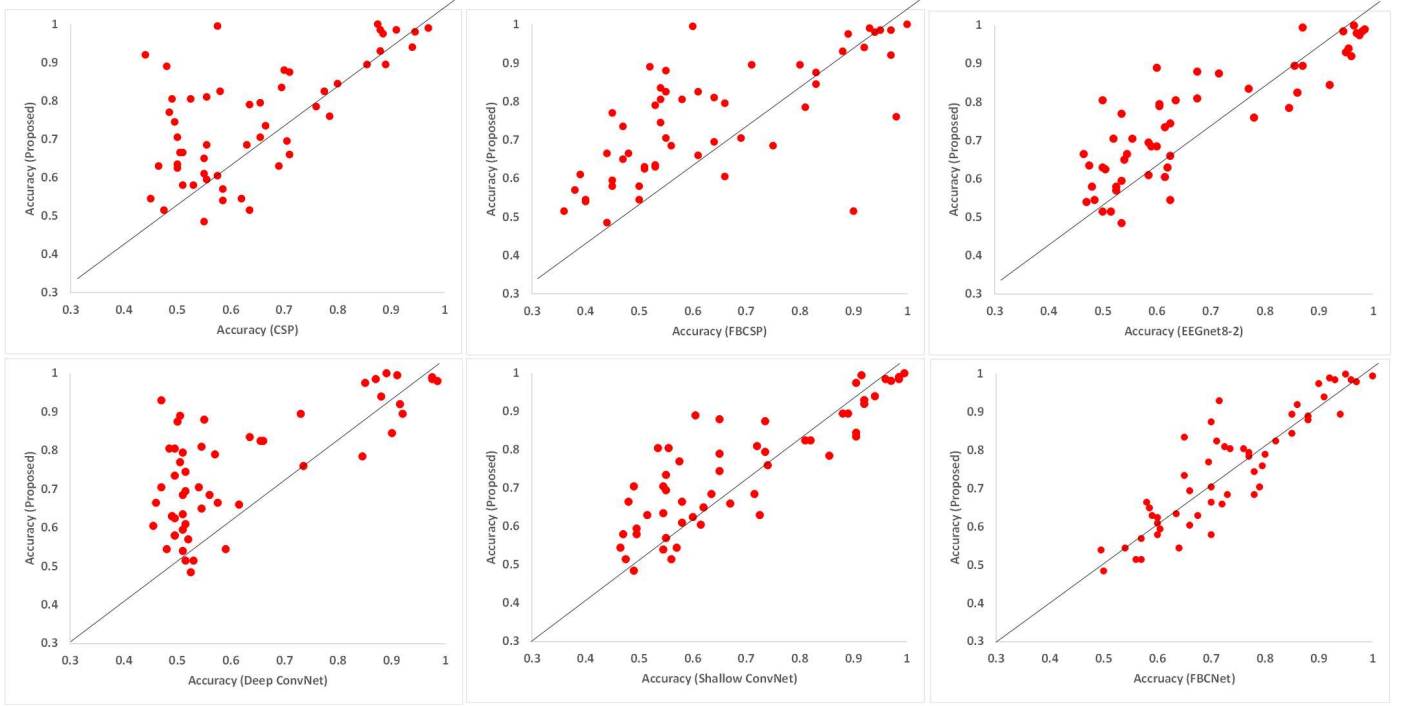 1
0.9
0.8
0.7
0.6
0.5
0.4
0.3
Accuracy (Proposed)
0.3 0.4 0.5 0.6 0.7 0.8 0.9 1
Accuracy (CSP)
1
0.9
0.8
0.7
0.6
0.5
0.4
0.3
Accuracy (Proposed)
0.3 0.4 0.5 0.6 0.7 0.8 0.9 1
Accuracy (FBCSP)
1
0.9
0.8
0.7
0.6
0.5
0.4
0.3
Accuracy (Proposed)
0.3 0.4 0.5 0.6 0.7 0.8 0.9 1
Accuracy (EEGnet8-2)
1
0.9
0.8
0.7
0.6
0.5
0.4
0.3
Accuracy (Proposed)
0.3 0.4 0.5 0.6 0.7 0.8 0.9 1
Accuracy (Deep ConvNet)
1
0.9
0.8
0.7
0.6
0.5
0.4
0.3
Accuracy (Proposed)
0.3 0.4 0.5 0.6 0.7 0.8 0.9 1
Accuracy (Shallow ConvNet)
1
0.9
0.8
0.7
0.6
0.5
0.4
0.3
Accuracy (Proposed)
0.3 0.4 0.5 0.6 0.7 0.8 0.9 1
Accruacy (FBCNet)